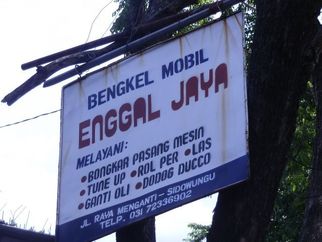 BENGKEL MOBIL
ENGGAL JAYA
MELAYANI:
• BONGKAR PASANG MESIN
• TUNE UP • ROL PER • LAS
• GANTI OLI • DODOG DUCCO
JL. RAYA MENGANTI - SIDOWUNGU
TELP. 031 72336902